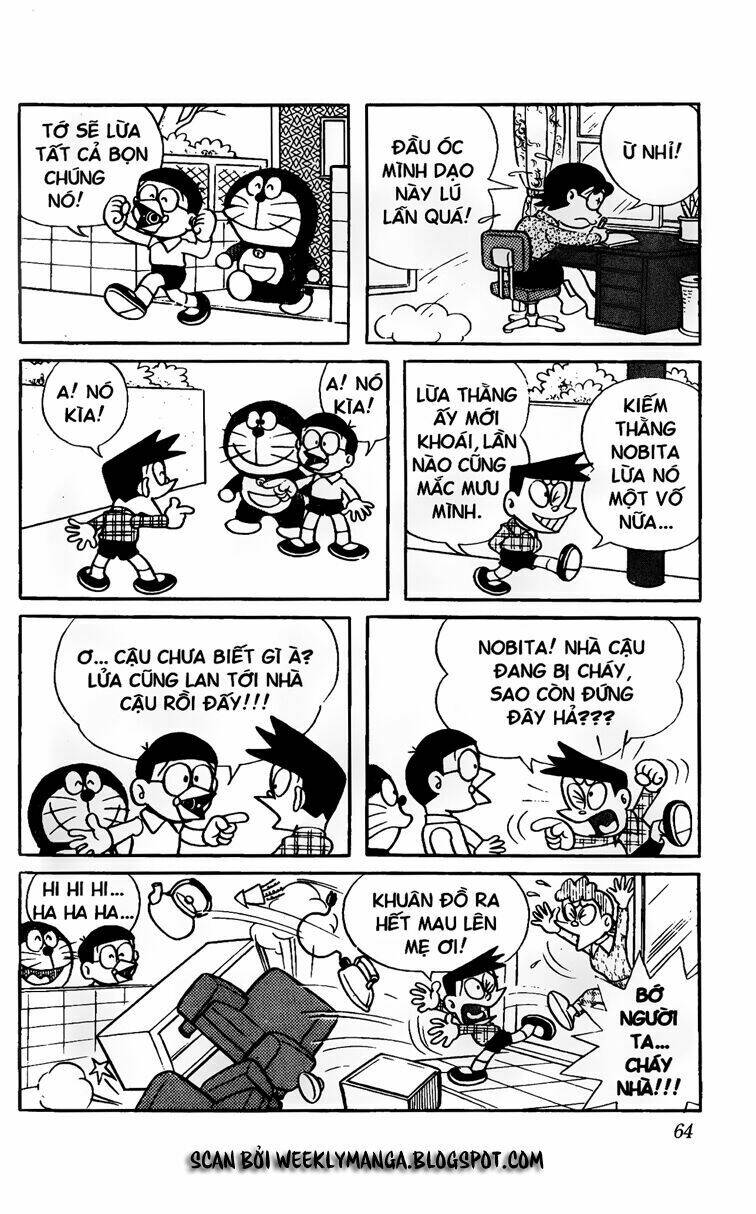 Ừ NHỈ!
ĐẦU ÓC
MÌNH DẠO
NÀY LÚ
LẪN QUÁ!
TỚ SẼ LỪA
TẤT CẢ BỌN
CHÚNG
NÓ!
KIẾM
THẰNG
NOBITA
LỪA NÓ
MỘT VỐ
NỮA...
LỪA THẰNG
ẤY MỚI
KHOÁI, LẦN
NÀO CŨNG
MẮC MƯU
MÌNH.
A! NÓ
KÌA!
A! NÓ
KÌA!
NOBITA! NHÀ CẬU
ĐANG BỊ CHÁY,
SAO CÒN ĐỨNG
ĐÂY HẢ???
Ơ... CẬU CHƯA BIẾT GÌ À?
LỬA CŨNG LAN TỚI NHÀ
CẬU RỒI ĐẤY!!!
BỚ
NGƯỜI
TA...
CHÁY
NHÀ!!!
KHUÂN ĐỒ RA
HẾT MAU LÊN
MẸ ƠI!
HI HI HI...
HA HA HA...
64
SCAN BỞI WEEKLYMANGA.BLOGSPOT.COM